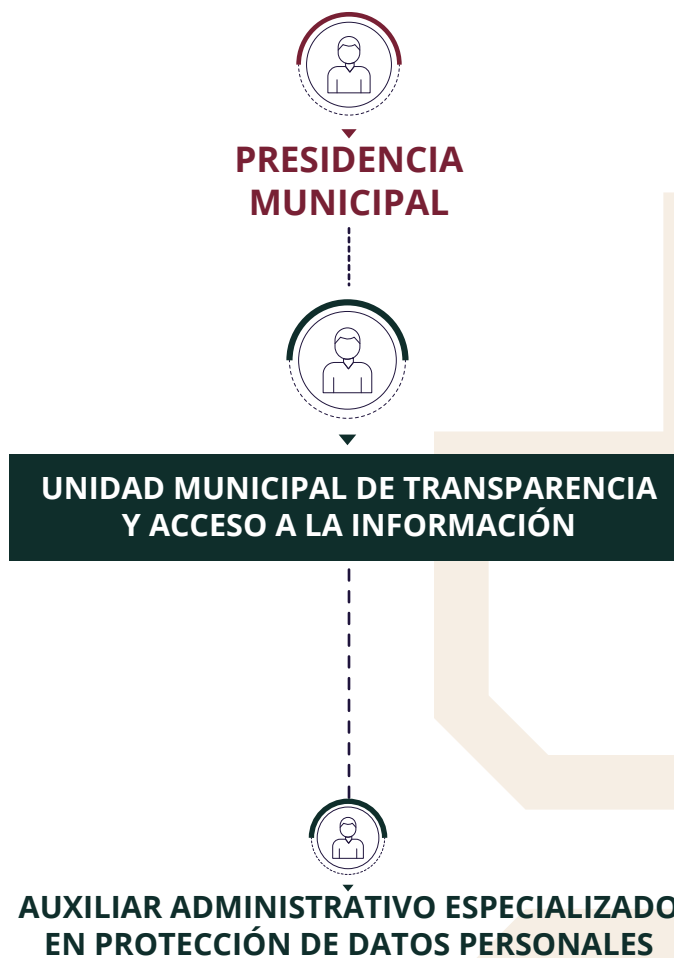 PRESIDENCIA
MUNICIPAL
UNIDAD MUNICIPAL DE TRANSPARENCIA
Y ACCESO A LA INFORMACIÓN
AUXILIAR ADMINISTRATIVO ESPECIALIZADO
EN PROTECCIÓN DE DATOS PERSONALES